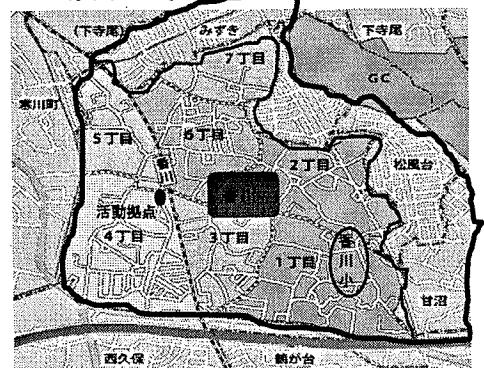 (下寺尾)
みずき
下寺尾
7丁目
GC
寒川町
5丁目
6丁目
香川
2丁目
松風台
活動拠点
4丁目
3丁目
1丁目
香川小
甘沼
西久保
鶴が台